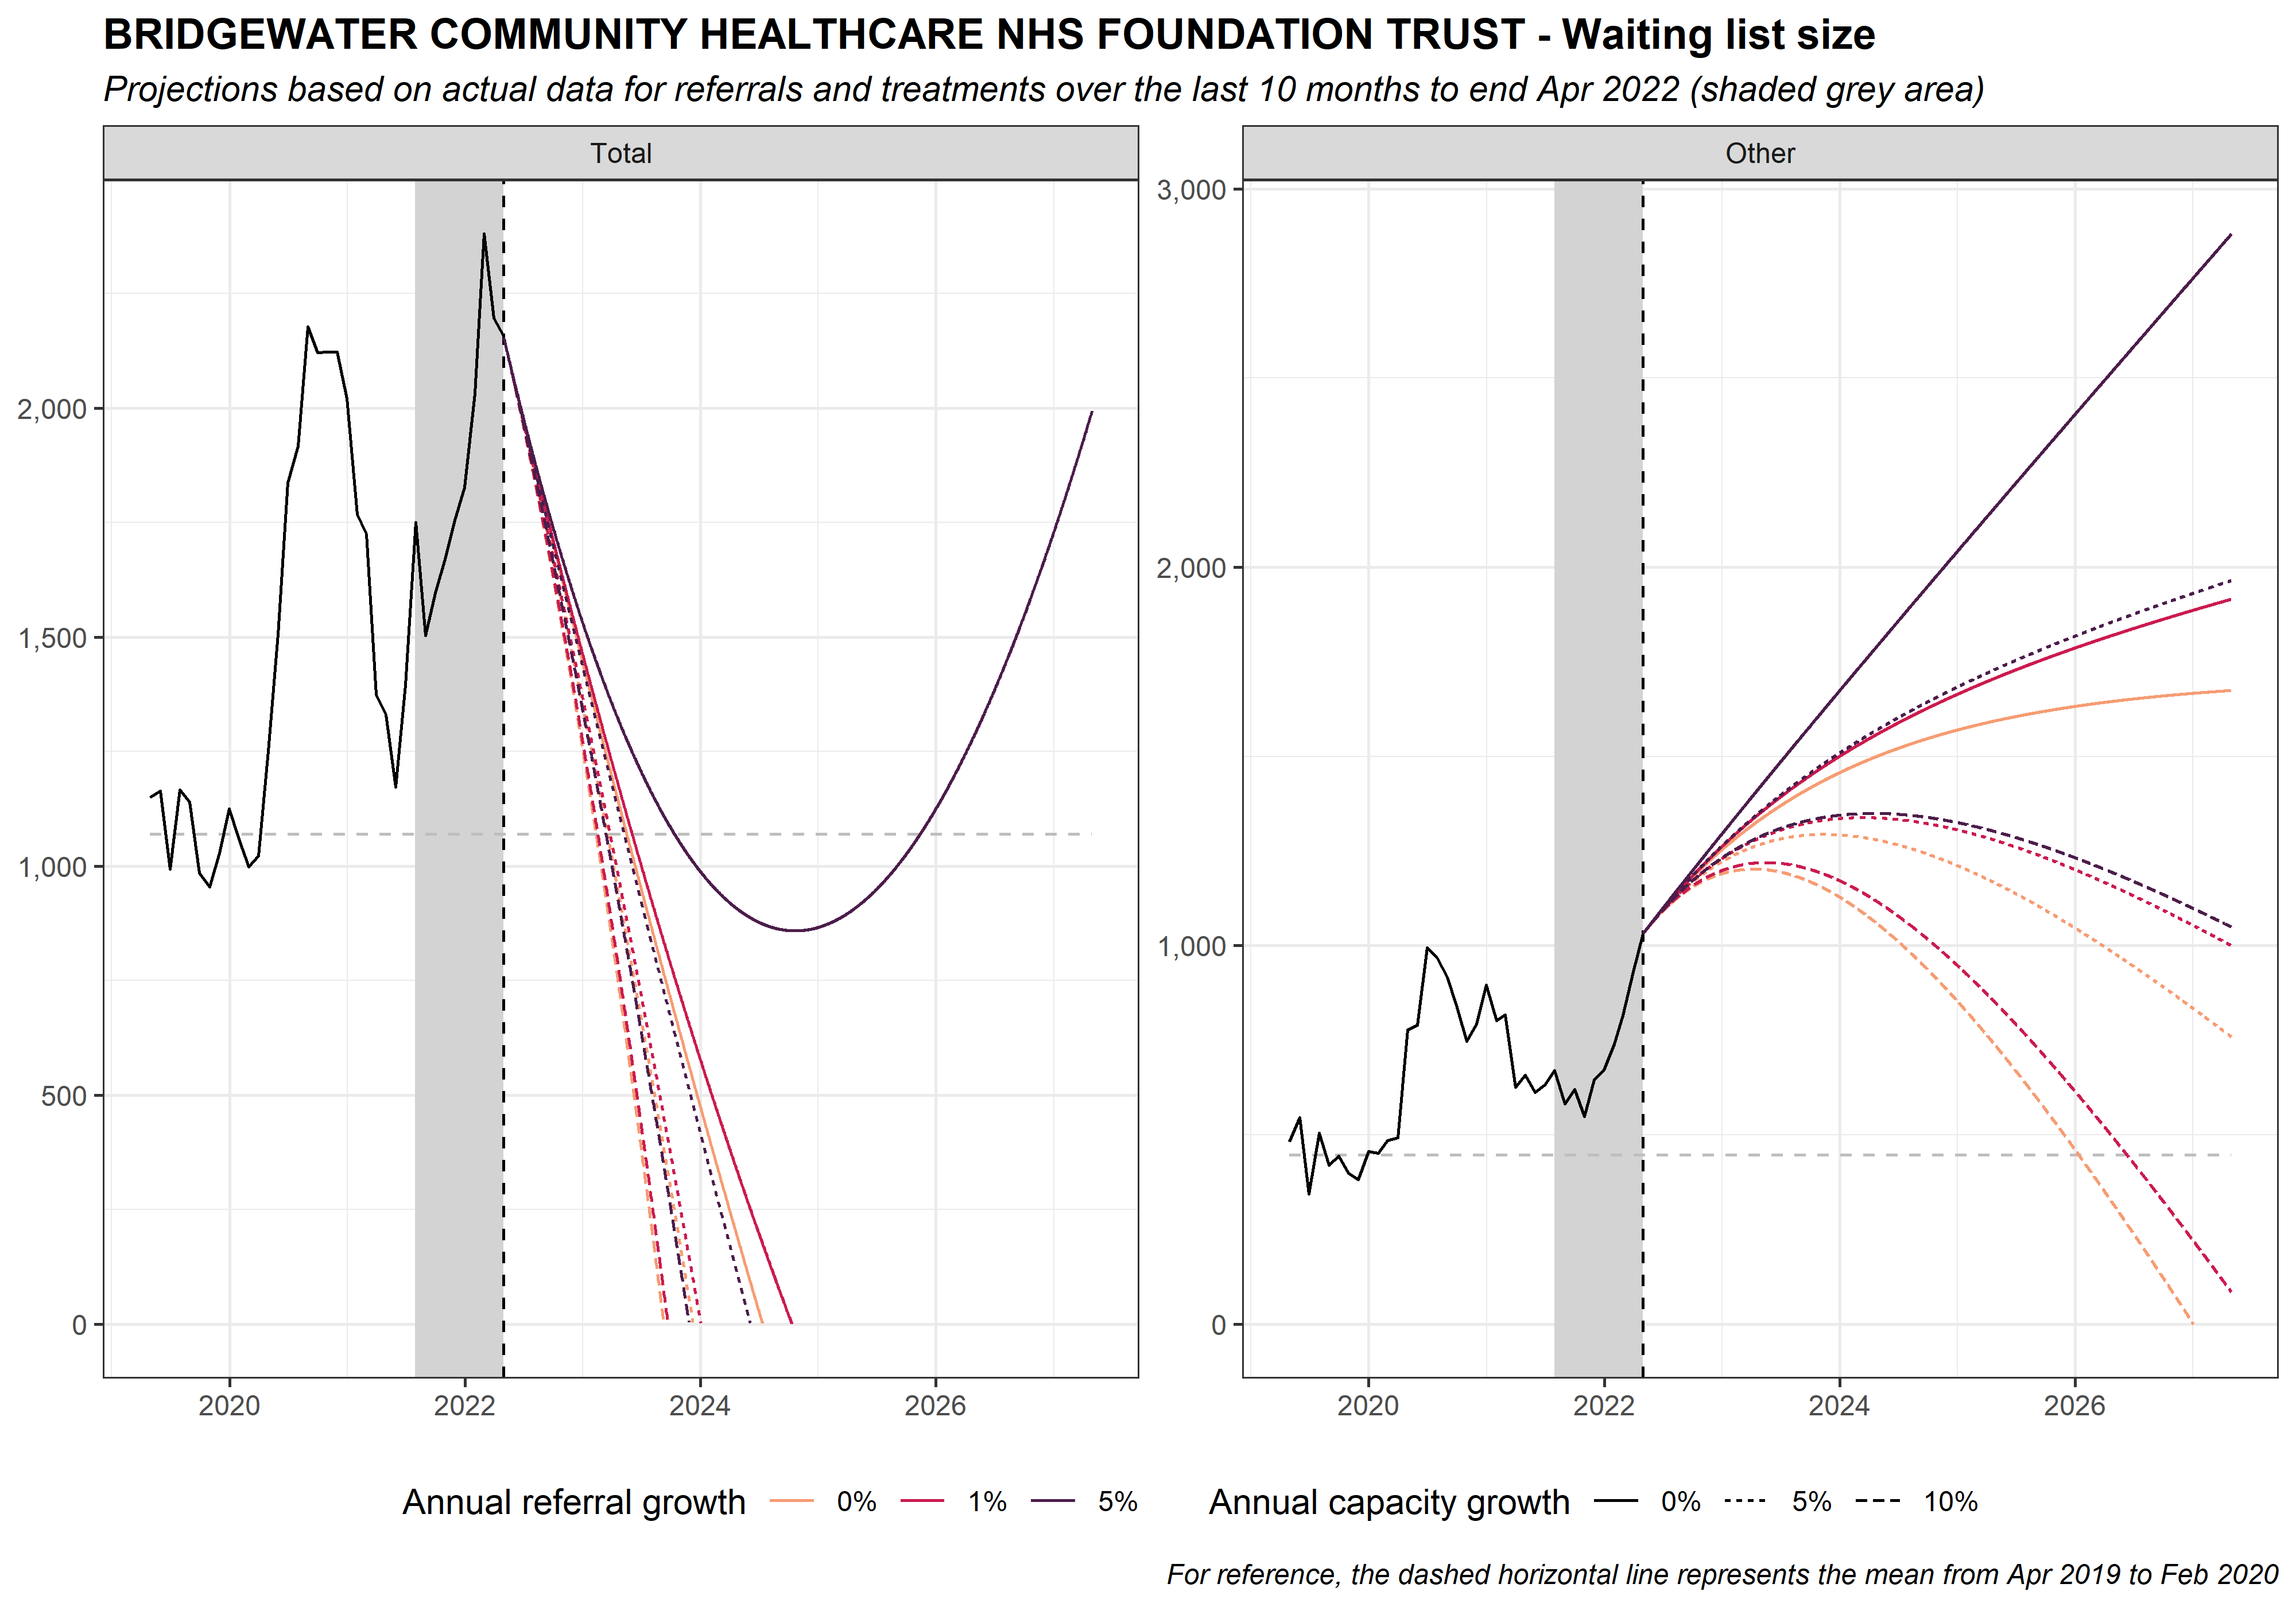 BRIDGEWATER COMMUNITY HEALTHCARE NHS FOUNDATION TRUST - Waiting list size
Projections based on actual data for referrals and treatments over the last 10 months to end Apr 2022 (shaded grey area)
Total
2,000
1,500
1,000
500
0
2020
2022
2024
2026
Other
3,000
2,000
1,000
0
2020
2022
2024
2026
Annual referral growth 0% 1% 5%
Annual capacity growth 0% 5% 10%
For reference, the dashed horizontal line represents the mean from Apr 2019 to Feb 2020